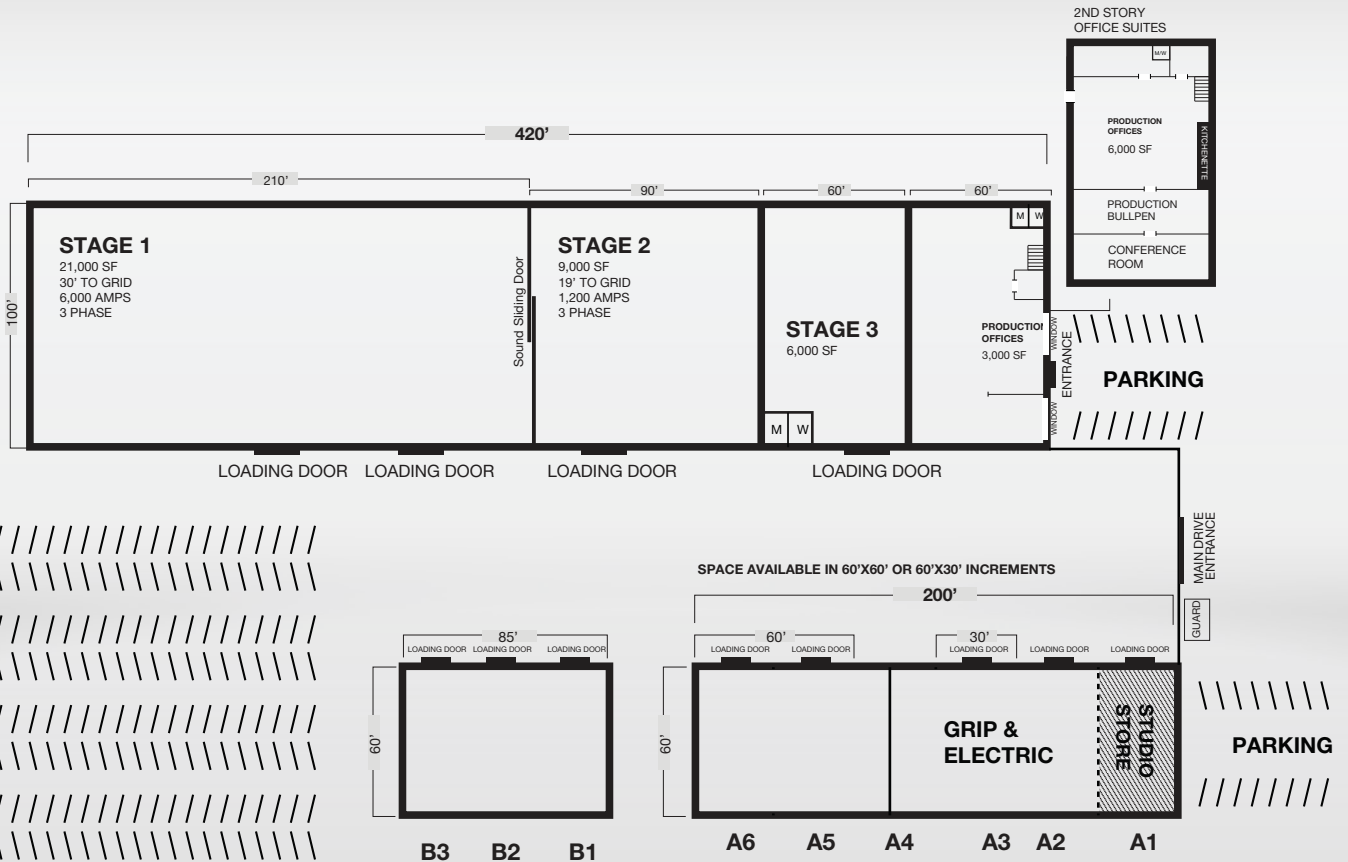 2ND STORY
OFFICE SUITES
M/W
PRODUCTION
OFFICES
6,000 SF
KITCHENETTE
PRODUCTION
BULLPEN
CONFERENCE
ROOM
420’
210’
90’
60’
60’
100’
STAGE 1
21,000 SF
30’ TO GRID
6,000 AMPS
3 PHASE
Sound Sliding Door
STAGE 2
9,000 SF
19’ TO GRID
1,200 AMPS
3 PHASE
STAGE 3
6,000 SF
M W
M W
PRODUCTION
OFFICES
3,000 SF
WINDOW
ENTRANCE
WINDOW
PARKING
LOADING DOOR
LOADING DOOR
LOADING DOOR
LOADING DOOR
MAIN DRIVE
ENTRANCE
GUARD
SPACE AVAILABLE IN 60’X60’ OR 60’X30’ INCREMENTS
200’
85’
60’
30’
LOADING DOOR
LOADING DOOR
LOADING DOOR
LOADING DOOR
LOADING DOOR
LOADING DOOR
LOADING DOOR
LOADING DOOR
60’
60’
GRIP &
ELECTRIC
STUDIO
STORE
PARKING
B3
B2
B1
A6
A5
A4
A3
A2
A1